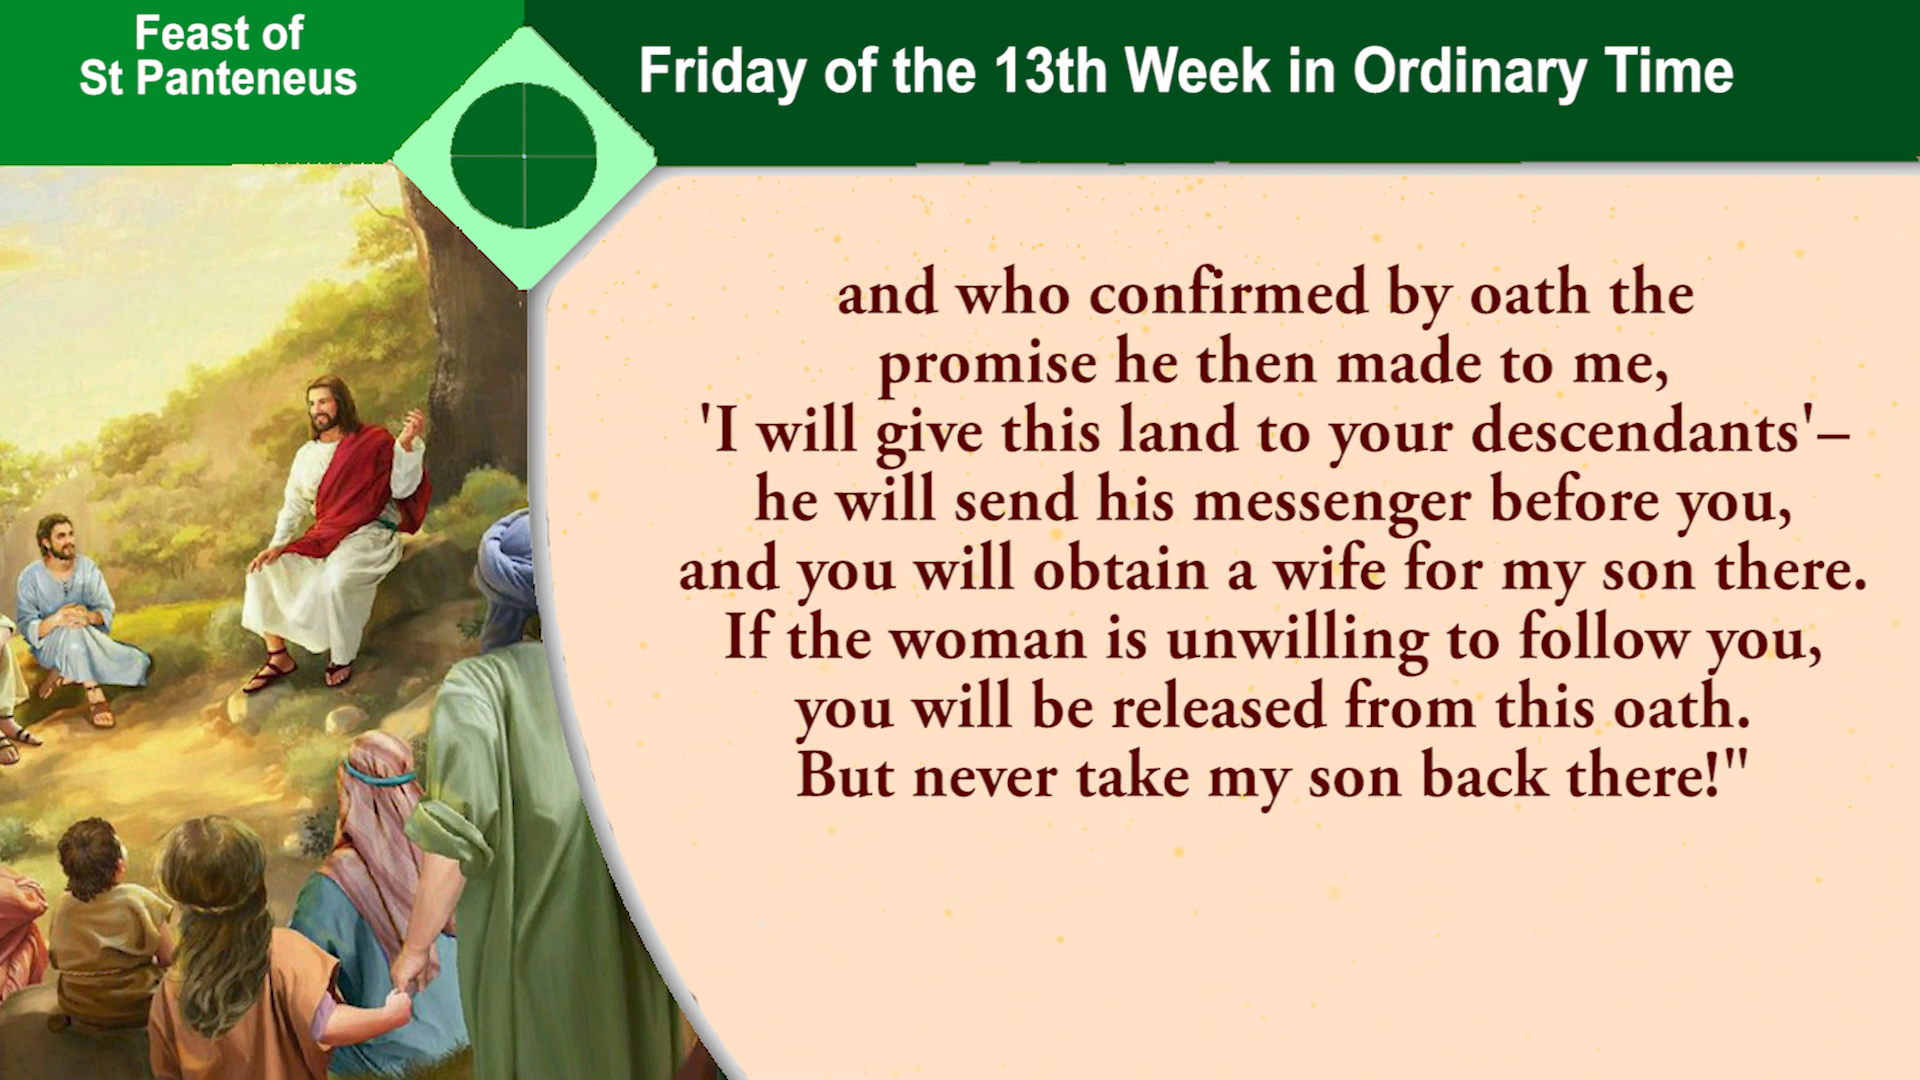 Feast of
St Panteneus
Friday of the 13th Week in Ordinary Time
and who confirmed by oath the
promise he then made to me,
'I will give this land to your descendants'–
he will send his messenger before you,
and you will obtain a wife for my son there.
If the woman is unwilling to follow you,
you will be released from this oath.
But never take my son back there!"